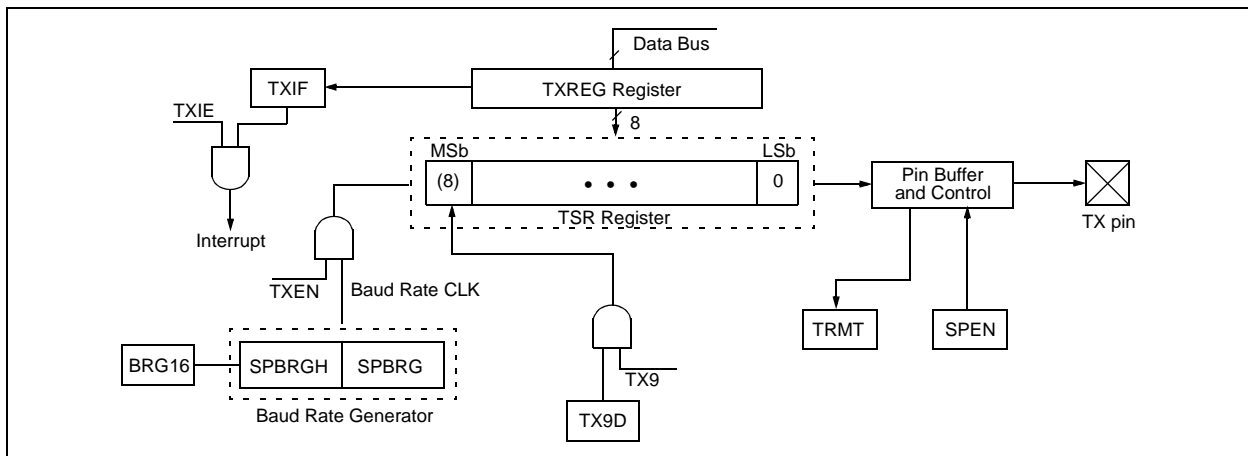 Data Bus
TXIF
TXREG Register
TXIE
8
MSb
LSb
(8)
• • •
0
Pin Buffer
and Control
TSR Register
TX pin
Interrupt
TXEN
Baud Rate CLK
TRMT
SPEN
BRG16
SPBRGH
SPBRG
TX9
Baud Rate Generator
TX9D